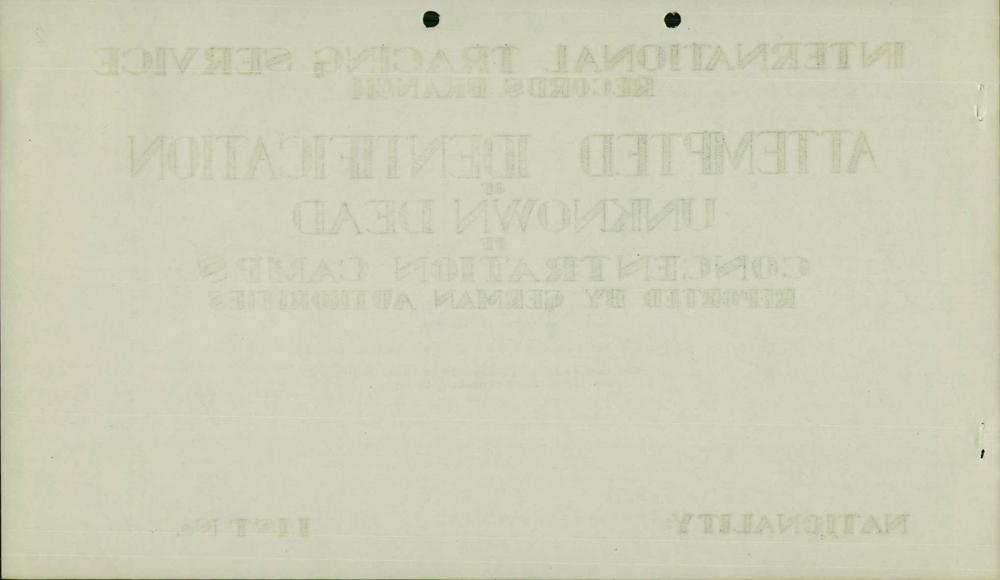 INTERNATIONAL TRACING SERVICE
RECORDS BRANCH
ATTEMPTED IDENTIFICATION
OF
UNKNOWN DEAD
OF
CONCENTRATION CAMPS
REPORTED BY GERMAN AUTHORITIES
NATIONALITY
LIST No.